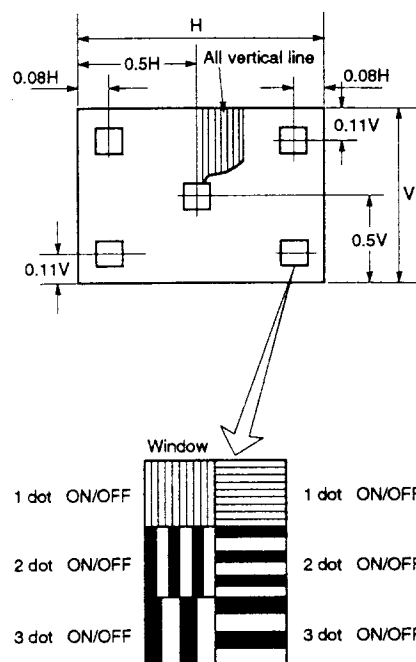 H
0.5H
All vertical line
0.08H
0.08H
0.11V
V
0.5V
0.11V
Window
1 dot ON/OFF
1 dot ON/OFF
2 dot ON/OFF
2 dot ON/OFF
3 dot ON/OFF
3 dot ON/OFF